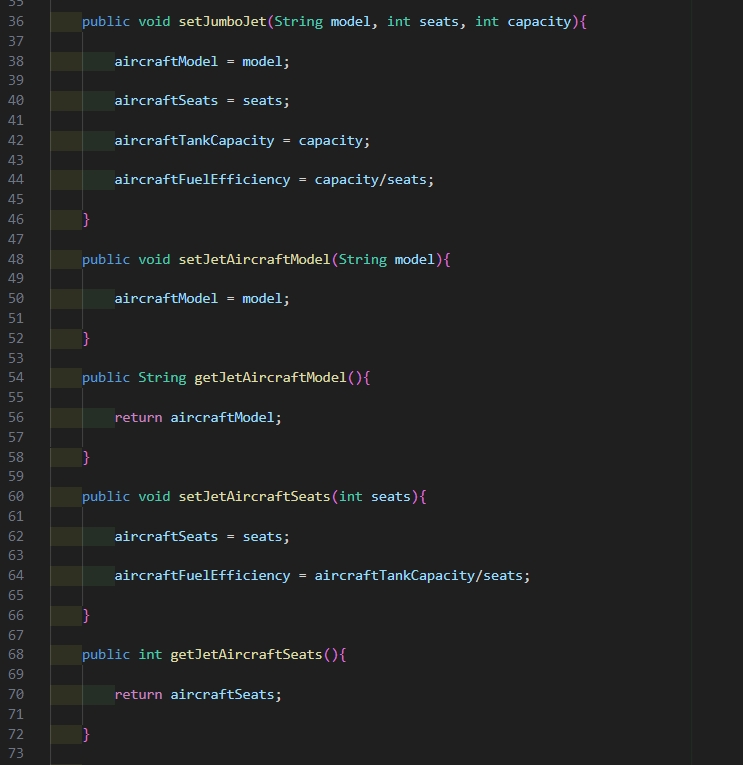 35
36 public void setJumboJet(String model, int seats, int capacity){
37
38 aircraftModel = model;
39
40 aircraftSeats = seats;
41
42 aircraftTankCapacity = capacity;
43
44 aircraftFuelEfficiency = capacity/seats;
45
46 }
47
48 public void setJetAircraftModel(String model){
49
50 aircraftModel = model;
51
52 }
53
54 public String getJetAircraftModel(){
55
56 return aircraftModel;
57
58 }
59
60 public void setJetAircraftSeats(int seats){
61
62 aircraftSeats = seats;
63
64 aircraftFuelEfficiency = aircraftTankCapacity/seats;
65
66 }
67
68 public int getJetAircraftSeats(){
69
70 return aircraftSeats;
71
72 }
73